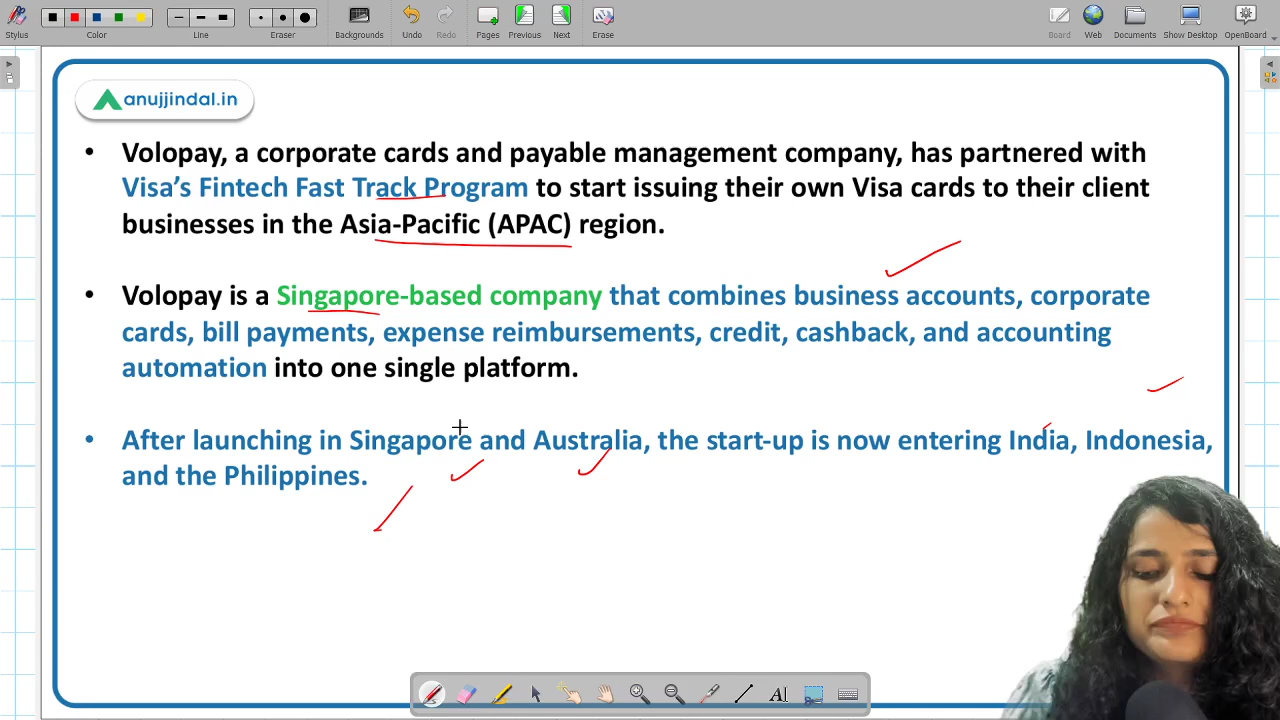 Stylus
Color
Line
Eraser
Backgrounds
Undo
Redo
Pages
Previous
Next
Erase
Board
Web
Documents
Show Desktop
OpenBoard
anujjindal.in
• Volopay, a corporate cards and payable management company, has partnered with
Visa’s Fintech Fast Track Program to start issuing their own Visa cards to their client
businesses in the Asia-Pacific (APAC) region.
• Volopay is a Singapore-based company that combines business accounts, corporate
cards, bill payments, expense reimbursements, credit, cashback, and accounting
automation into one single platform.
• After launching in Singapore and Australia, the start-up is now entering India, Indonesia,
and the Philippines.
AI